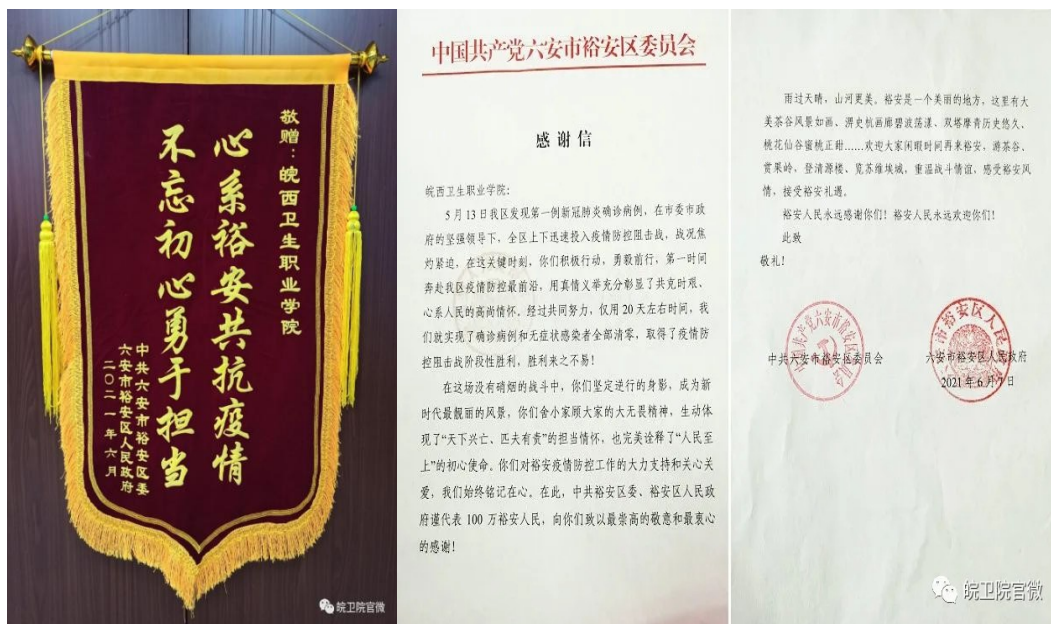 敬赠：皖西卫生职业学院
心系裕安共抗疫情
不忘初心勇于担当
中共六安市裕安区委
六安市裕安区人民政府
二〇二一年六月
皖卫院官微
中国共产党六安市裕安区委员会
感谢信
皖西卫生职业学院：
5月13日我区发现第一例新冠肺炎确诊病例，在市委市政
府的坚强领导下，全区上下迅速投入疫情防控阻击战，战况焦
灼紧迫，在这关键时刻，你们积极行动，勇毅前行，第一时间
奔赴我区疫情防控最前沿，用真情义举充分彰显了共克时艰、
心系人民的高尚情怀。经过共同努力，仅用20天左右时间，我
们就实现了确诊病例和无症状感染者全部清零，取得了疫情防
控阻击战阶段性胜利，胜利来之不易！
在这场没有硝烟的战斗中，你们坚定逆行的身影，成为新
时代最靓丽的风景，你们舍小家顾大家的大无畏精神，生动体
现了“天下兴亡、匹夫有责”的担当情怀，也完美诠释了“人民至
上”的初心使命。你们对裕安疫情防控工作的大力支持和关心关
爱，我们始终铭记在心。在此，中共裕安区委、裕安区人民政
府谨代表100万裕安人民，向你们致以最崇高的敬意和最衷心
的感谢！
雨过天晴，山河更美。裕安是一个美丽的地方，这里有大
美茶谷风景如画、淠史杭画廊碧波荡漾、双塔摩青历史悠久、
桃花仙谷蜜桃正甜……欢迎大家闲暇时间再来裕安，游茶谷、
赏果岭、登清源楼、览苏维埃城，重温战斗情谊，感受裕安风
情，接受裕安礼遇。
裕安人民永远感谢你们！裕安人民永远欢迎你们！
此致
敬礼！
中共六安市裕安区委员会
六安市裕安区人民政府
2021年6月7日
皖卫院官微